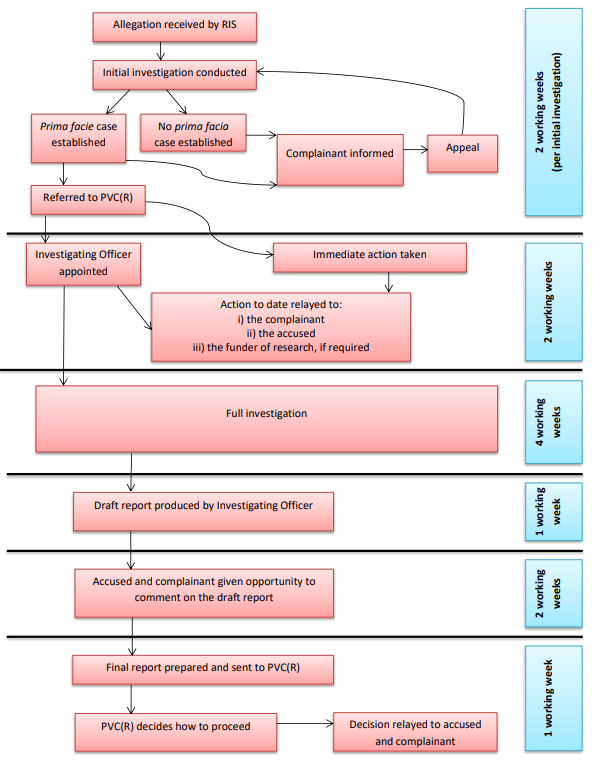 Allegation received by RIS
Initial investigation conducted
Prima facie case
established
No prima facia
case established
Complainant informed
Appeal
Referred to PVC(R)
2 working weeks
(per initial investigation)
Investigating Officer
appointed
Immediate action taken
Action to date relayed to:
i) the complainant
ii) the accused
iii) the funder of research, if required
2 working weeks
Full investigation
4 working
weeks
Draft report produced by Investigating Officer
1 working
week
Accused and complainant given opportunity to
comment on the draft report
2 working
weeks
Final report prepared and sent to PVC(R)
PVC(R) decides how to proceed
Decision relayed to accused
and complainant
1 working week